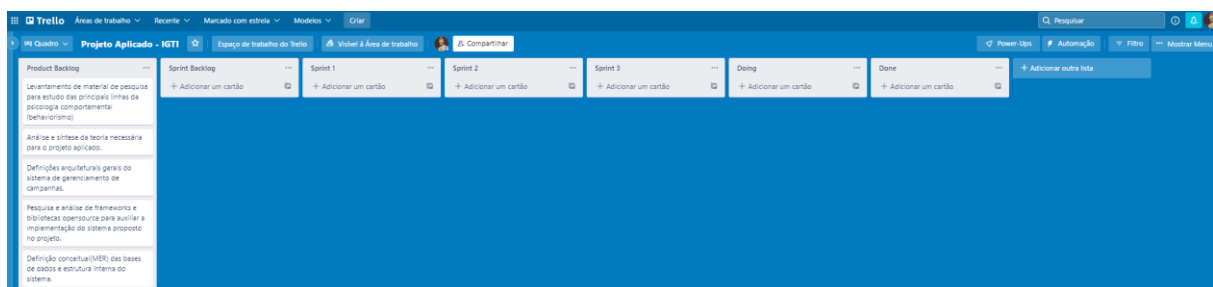 Trello Áreas de trabalho Recente Marcado com estrela Modelos Criar Pesquisar
Quadro Projeto Aplicado - IGTI Espaço de trabalho do Trello Visível à Área de trabalho Compartilhar Power-Ups Automação Filtro ... Mostrar Menu
Product Backlog ...
Levantamento de material de pesquisa
para estudo das principais linhas da
psicologia comportamental
(behaviorismo)
Análise e síntese da teoria necessária
para o projeto aplicado.
Definições arquiteturais gerais do
sistema de gerenciamento de
campanhas.
Pesquisa e análise de frameworks e
bibliotecas opensource para auxiliar a
implementação do sistema proposto
no projeto.
Definição conceitual(MER) das bases
de dados e estrutura interna do
sistema.
Sprint Backlog ...
+ Adicionar um cartão
Sprint 1 ...
+ Adicionar um cartão
Sprint 2 ...
+ Adicionar um cartão
Sprint 3 ...
+ Adicionar um cartão
Doing ...
+ Adicionar um cartão
Done ...
+ Adicionar um cartão
+ Adicionar outra lista